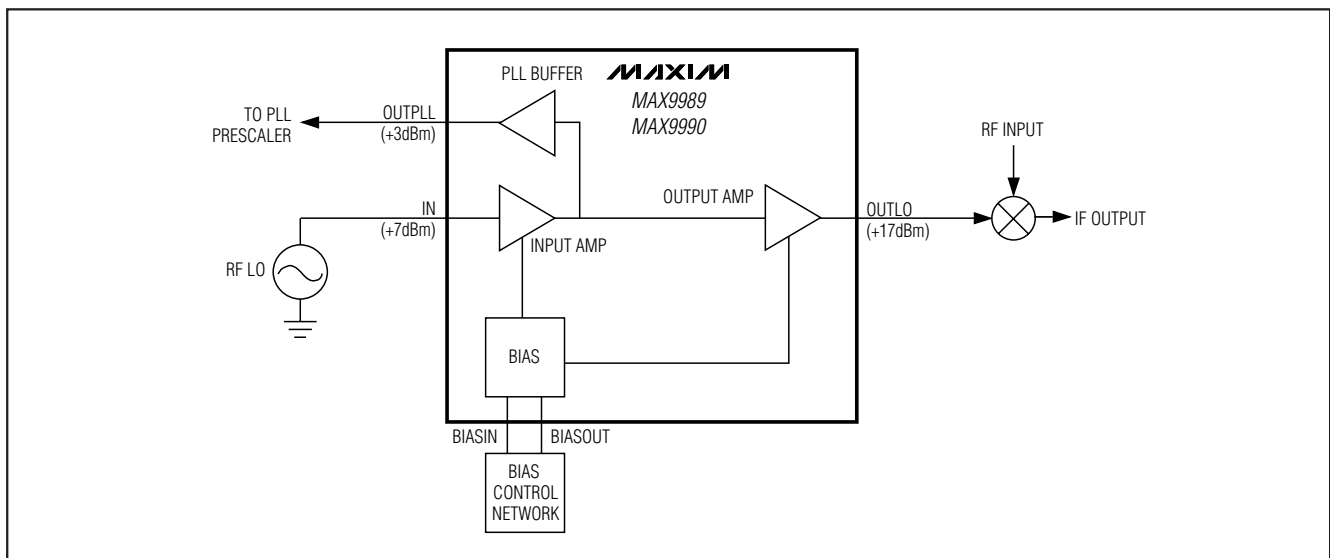 PLL BUFFER
MAXIM
MAX9989
MAX9990
TO PLL
PRESCALER
OUTPLL
(+3dBm)
RF INPUT
IN
(+7dBm)
INPUT AMP
OUTPUT AMP
OUTLO
(+17dBm)
IF OUTPUT
RF LO
BIAS
BIASIN
BIASOUT
BIAS
CONTROL
NETWORK